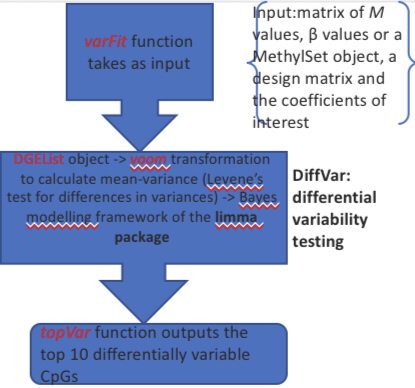 varFit function
takes as input
Input:matrix of M
values, β values or a
MethylSet object, a
design matrix and
the coefficients of
interest
DGEList object -> voom transformation
to calculate mean-variance (Levene's
test for differences in variances) -> Bayes
modelling framework of the limma
package
DiffVar:
differential
variability
testing
topVar function outputs the
top 10 differentially variable
CpGs